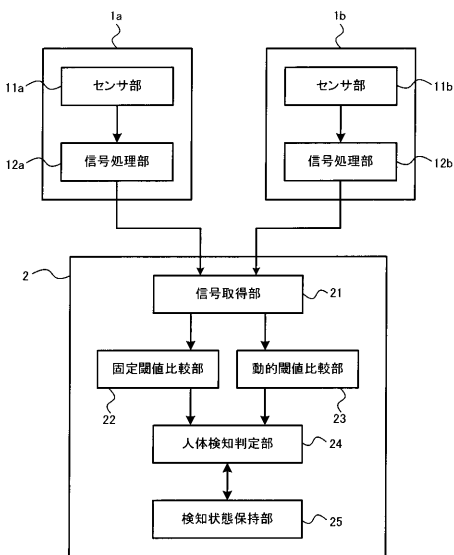 1a
1b
センサ部
11a
センサ部
11b
信号処理部
12a
信号処理部
12b
2
信号取得部
21
固定閾値比較部
動的閾値比較部
22
23
人体検知判定部
24
検知状態保持部
25